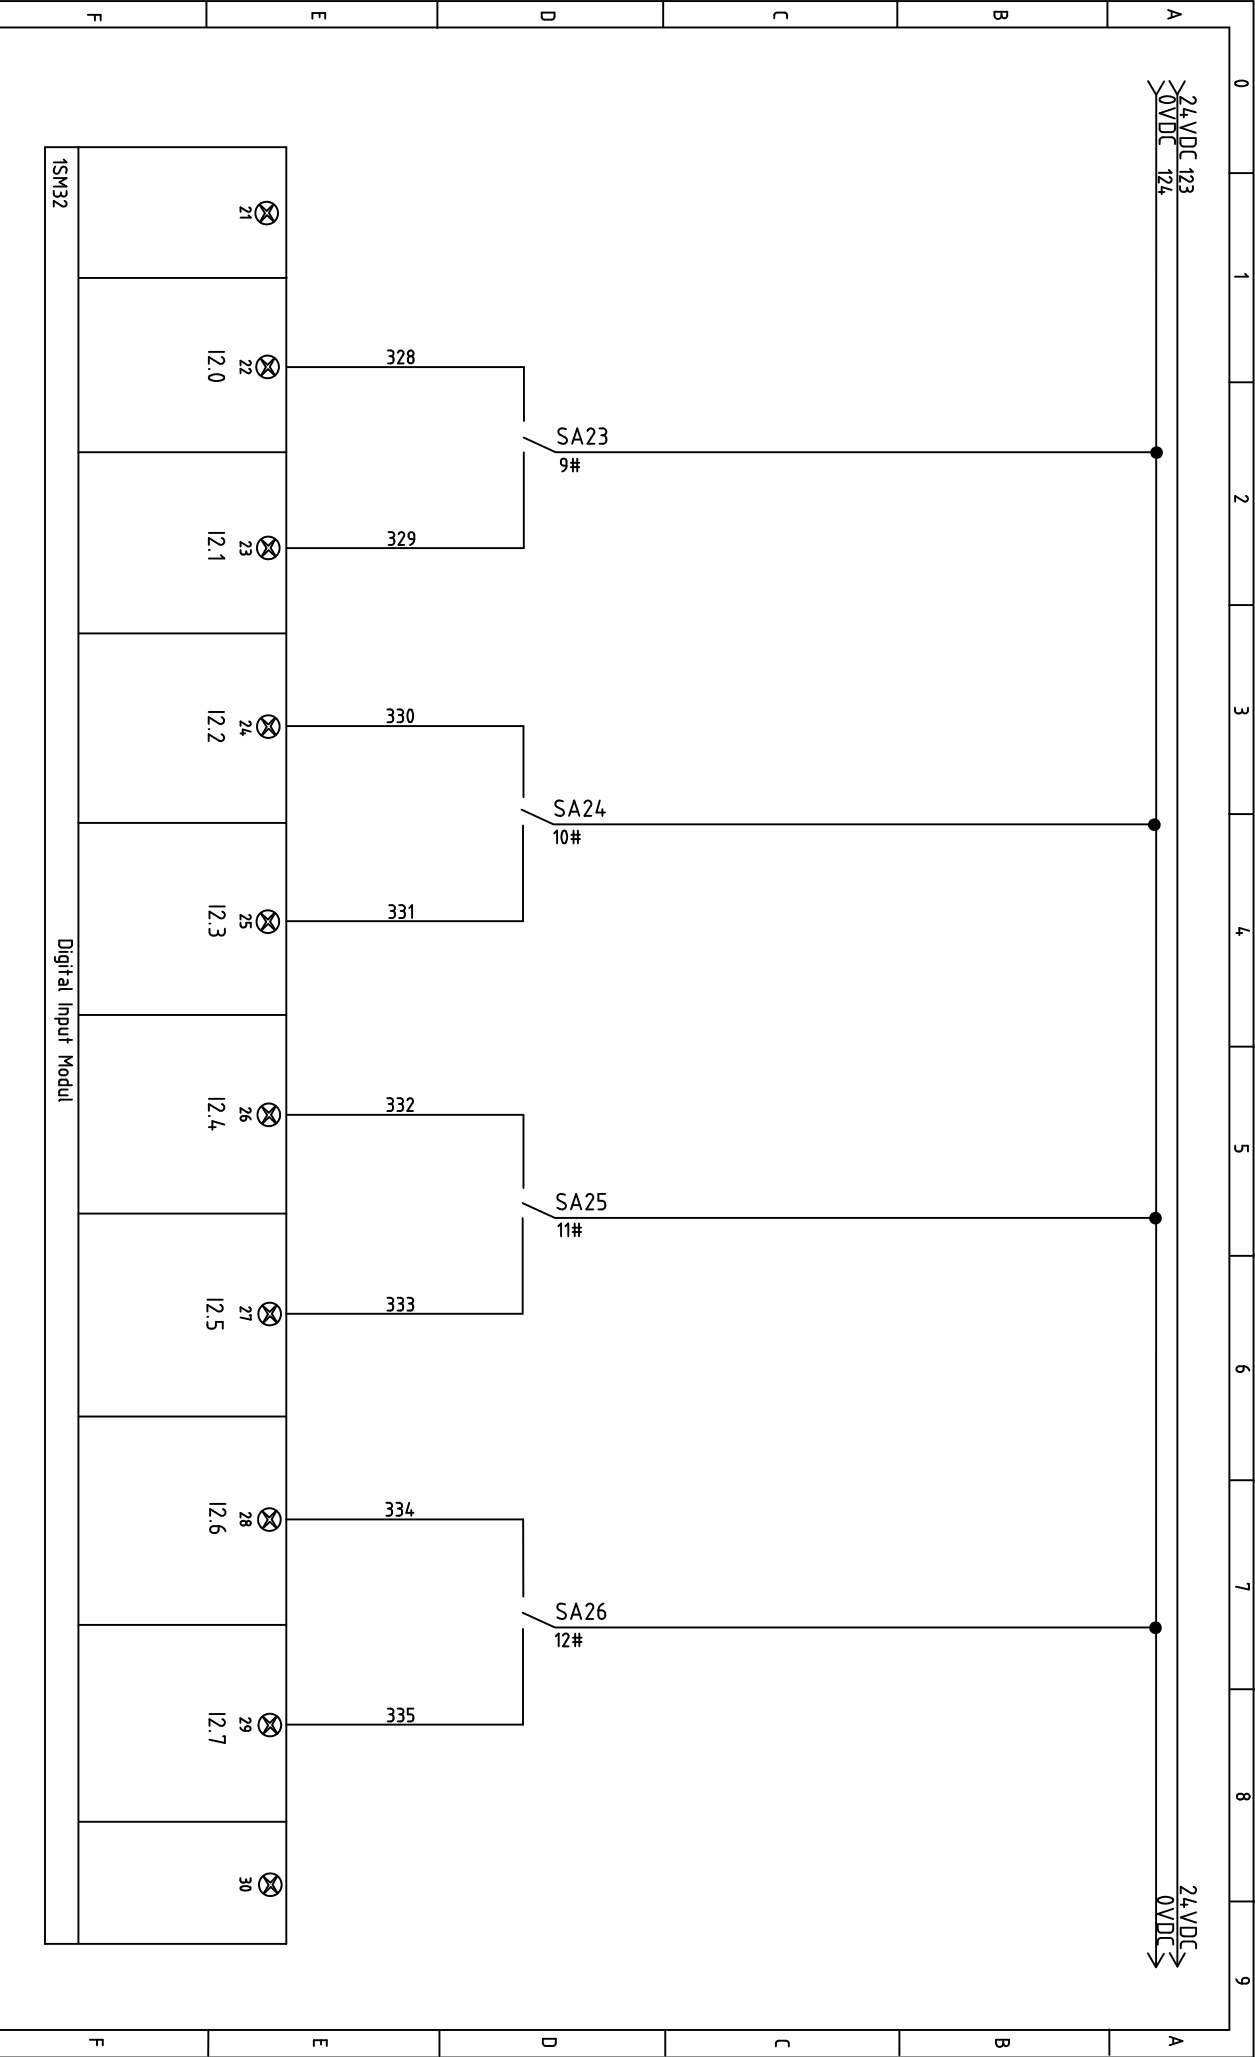 0 1 2 3 4 5 6 7 8 9
A
B
C
D
E
F
A
B
C
D
E
F
24VDC 123
0VDC 124
24VDC
0VDC
SA23
9#
SA24
10#
SA25
11#
SA26
12#
328
329
330
331
332
333
334
335
21
22
23
24
25
26
27
28
29
30
I2.0
I2.1
I2.2
I2.3
I2.4
I2.5
I2.6
I2.7
1SM32
Digital Input Modul